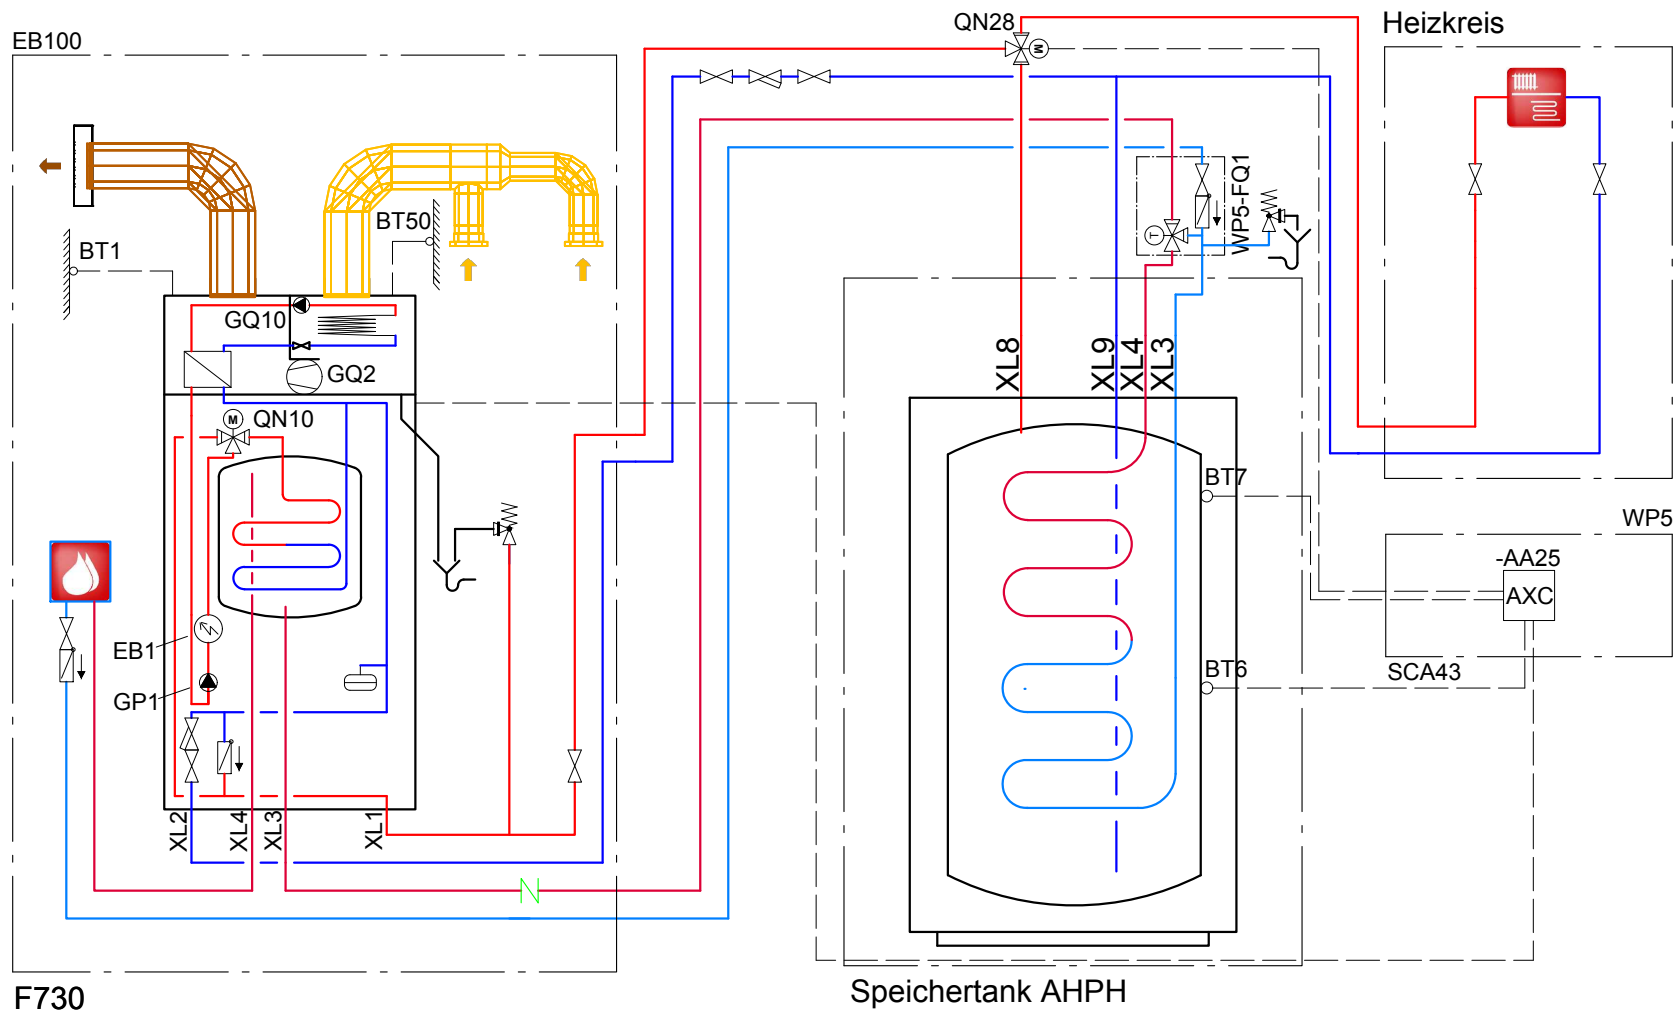 EB100
QN28
Heizkreis
M
BT50
BT1
WP5-FQ1
T
GQ10
GQ2
XL8
XL9
XL4
XL3
M
QN10
BT7
WP5
-AA25
AXC
EB1
BT6
SCA43
GP1
XL2
XL4
XL3
XL1
F730
Speichertank AHPH